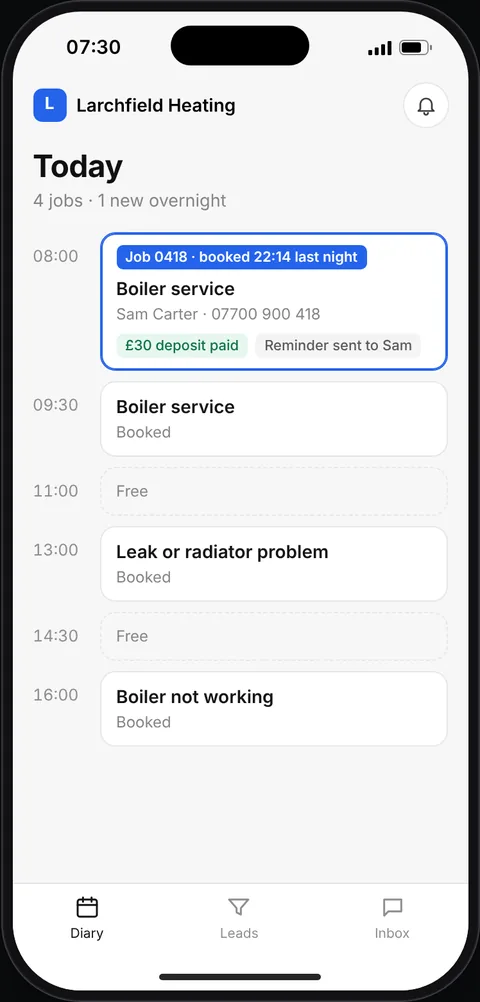 07:30
L Larchfield Heating
Today
4 jobs · 1 new overnight
08:00
Job 0418 · booked 22:14 last night
Boiler service
Sam Carter · 07700 900 418
£30 deposit paid Reminder sent to Sam
09:30
Boiler service
Booked
11:00
Free
13:00
Leak or radiator problem
Booked
14:30
Free
16:00
Boiler not working
Booked
Diary Leads Inbox